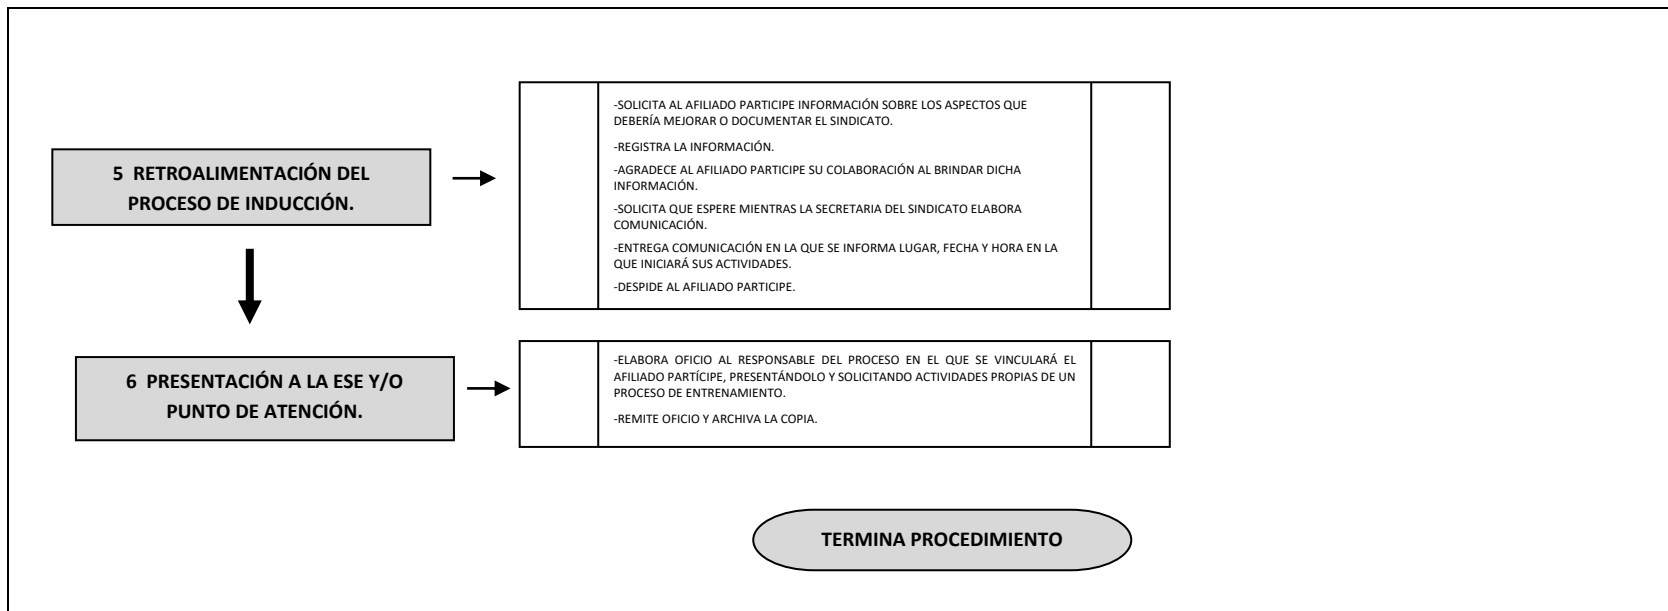 5 RETROALIMENTACIÓN DEL
PROCESO DE INDUCCIÓN.
-SOLICITA AL AFILIADO PARTICIPE INFORMACIÓN SOBRE LOS ASPECTOS QUE
DEBERÍA MEJORAR O DOCUMENTAR EL SINDICATO.
-REGISTRA LA INFORMACIÓN.
-AGRADECE AL AFILIADO PARTICIPE SU COLABORACIÓN AL BRINDAR DICHA
INFORMACIÓN.
-SOLICITA QUE ESPERE MIENTRAS LA SECRETARIA DEL SINDICATO ELABORA
COMUNICACIÓN.
-ENTREGA COMUNICACIÓN EN LA QUE SE INFORMA LUGAR, FECHA Y HORA EN LA
QUE INICIARÁ SUS ACTIVIDADES.
-DESPIDE AL AFILIADO PARTICIPE.
6 PRESENTACIÓN A LA ESE Y/O
PUNTO DE ATENCIÓN.
-ELABORA OFICIO AL RESPONSABLE DEL PROCESO EN EL QUE SE VINCULARÁ EL
AFILIADO PARTÍCIPE, PRESENTÁNDOLO Y SOLICITANDO ACTIVIDADES PROPIAS DE UN
PROCESO DE ENTRENAMIENTO.
-REMITE OFICIO Y ARCHIVA LA COPIA.
TERMINA PROCEDIMIENTO